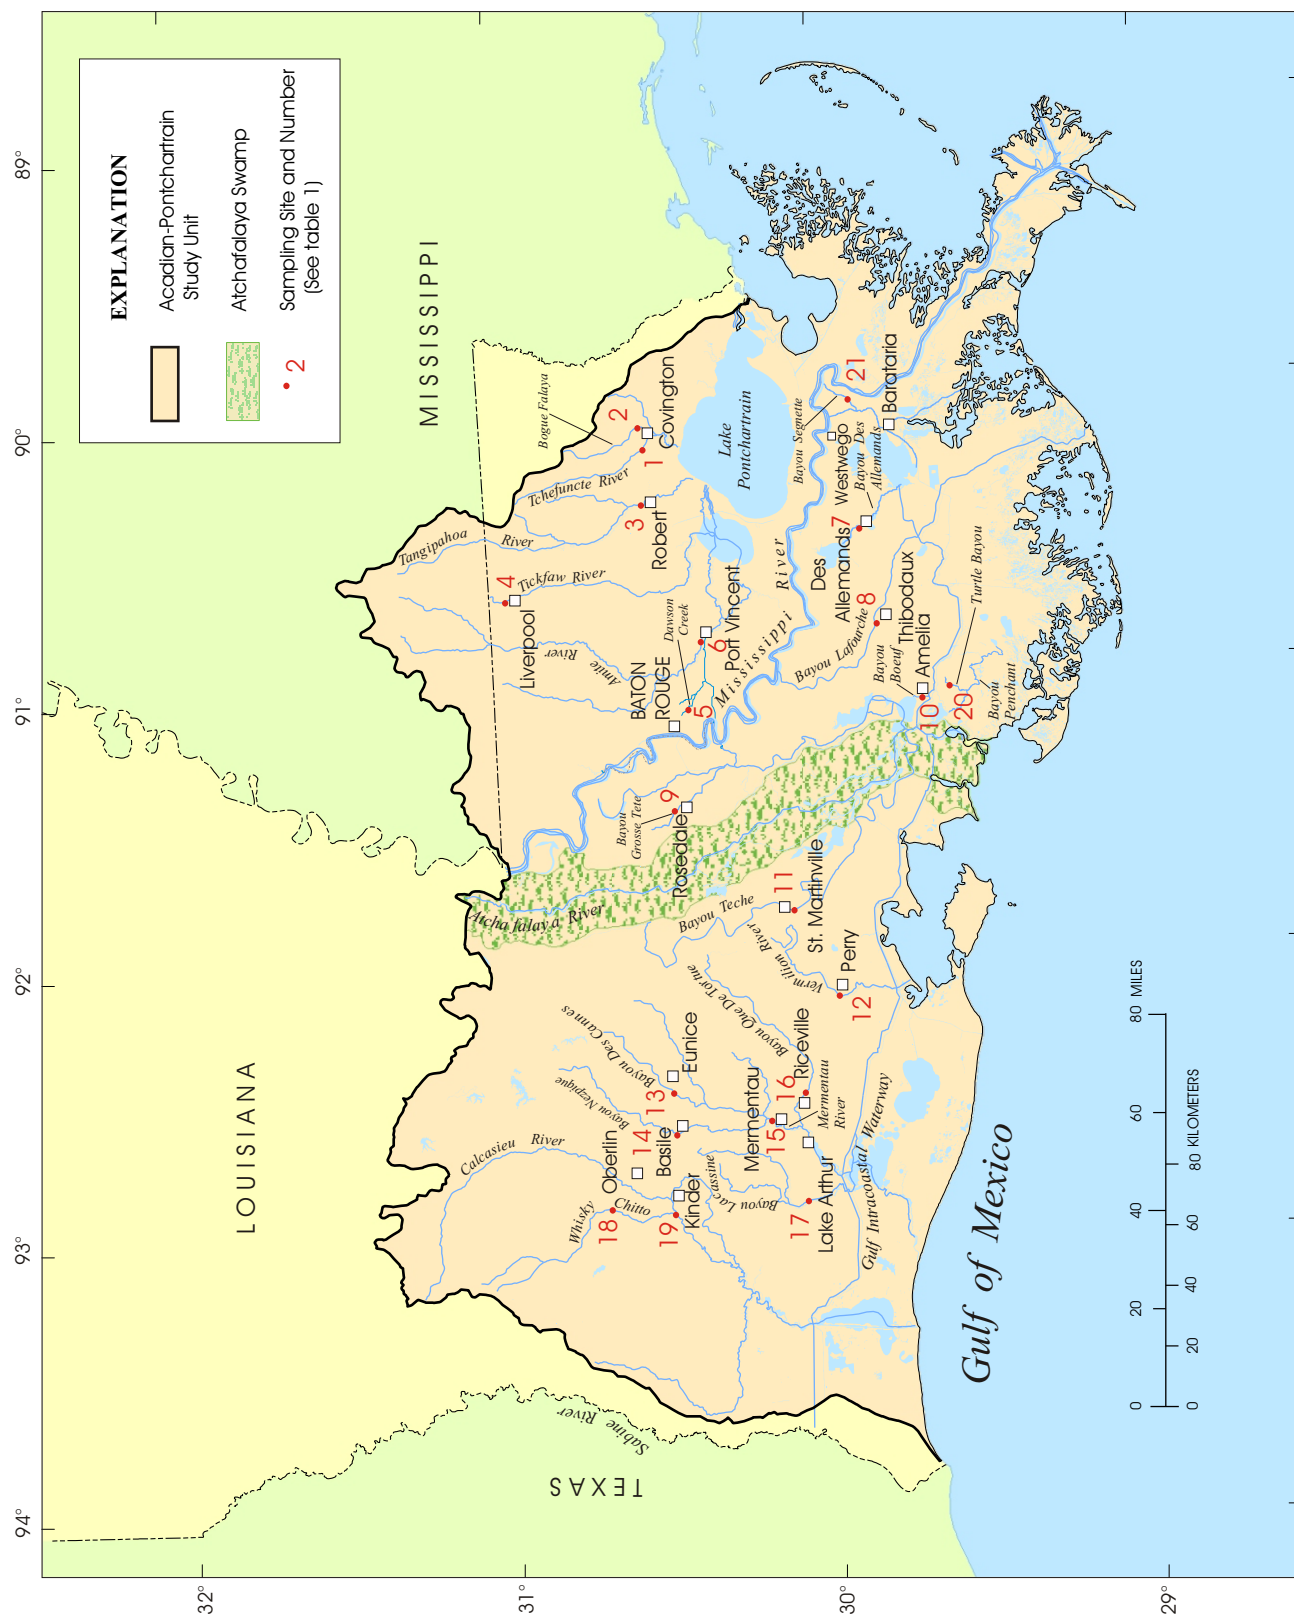 94°
93°
92°
91°
90°
89°
32°
31°
30°
29°
EXPLANATION
Acadian-Pontchartrain
Study Unit
Atchafalaya Swamp
2
Sampling Site and Number
(See table 1)
LOUISIANA
MISSISSIPPI
TEXAS
Sabine
River
Calcasieu River
Whisky
Chitto
18
Oberlin
19
Kinder
14
Basile
Bayou Nezpique
13
Eunice
Bayou Des Cannes
Bayou Que De Tortue
Bayou Lacassine
17
Lake Arthur
Mermentau
15
16
Riceville
Mermentau
River
Gulf Intracoastal Waterway
12
Perry
Vermilion River
Bayou Teche
11
St. Martinville
Atchafalaya River
Bayou
Grosse Tete
9
Rosedale
BATON
ROUGE
5
Dawson
Creek
6
Port Vincent
Amite River
Liverpool
4
Tickfaw River
Tangipahoa
River
3
Robert
Tchefuncte River
1
Bogue Falaya
2
Covington
Lake
Pontchartrain
Mississippi River
Bayou Segnette
21
Westwego
Barataria
Bayou Des
Allemands
7
Des
Allemands
8
Thibodaux
Bayou Lafourche
Bayou
Boeuf
Amelia
10
20
Turtle Bayou
Bayou
Penchant
Gulf of Mexico
0 20 40 60 80 MILES
0 20 40 60 80 KILOMETERS